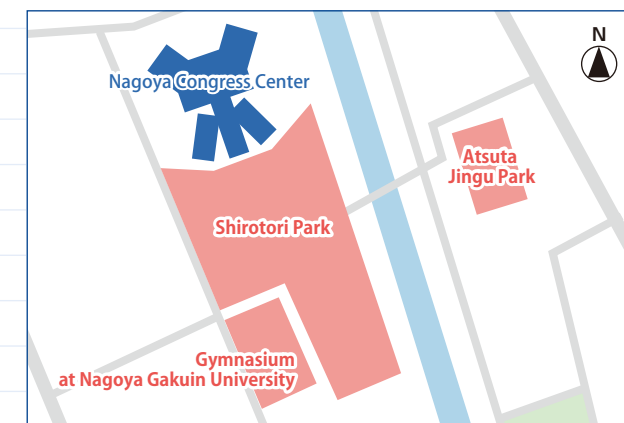 N
Nagoya Congress Center
Atsuta
Jingu Park
Shirotori Park
Gymnasium
at Nagoya Gakuin University